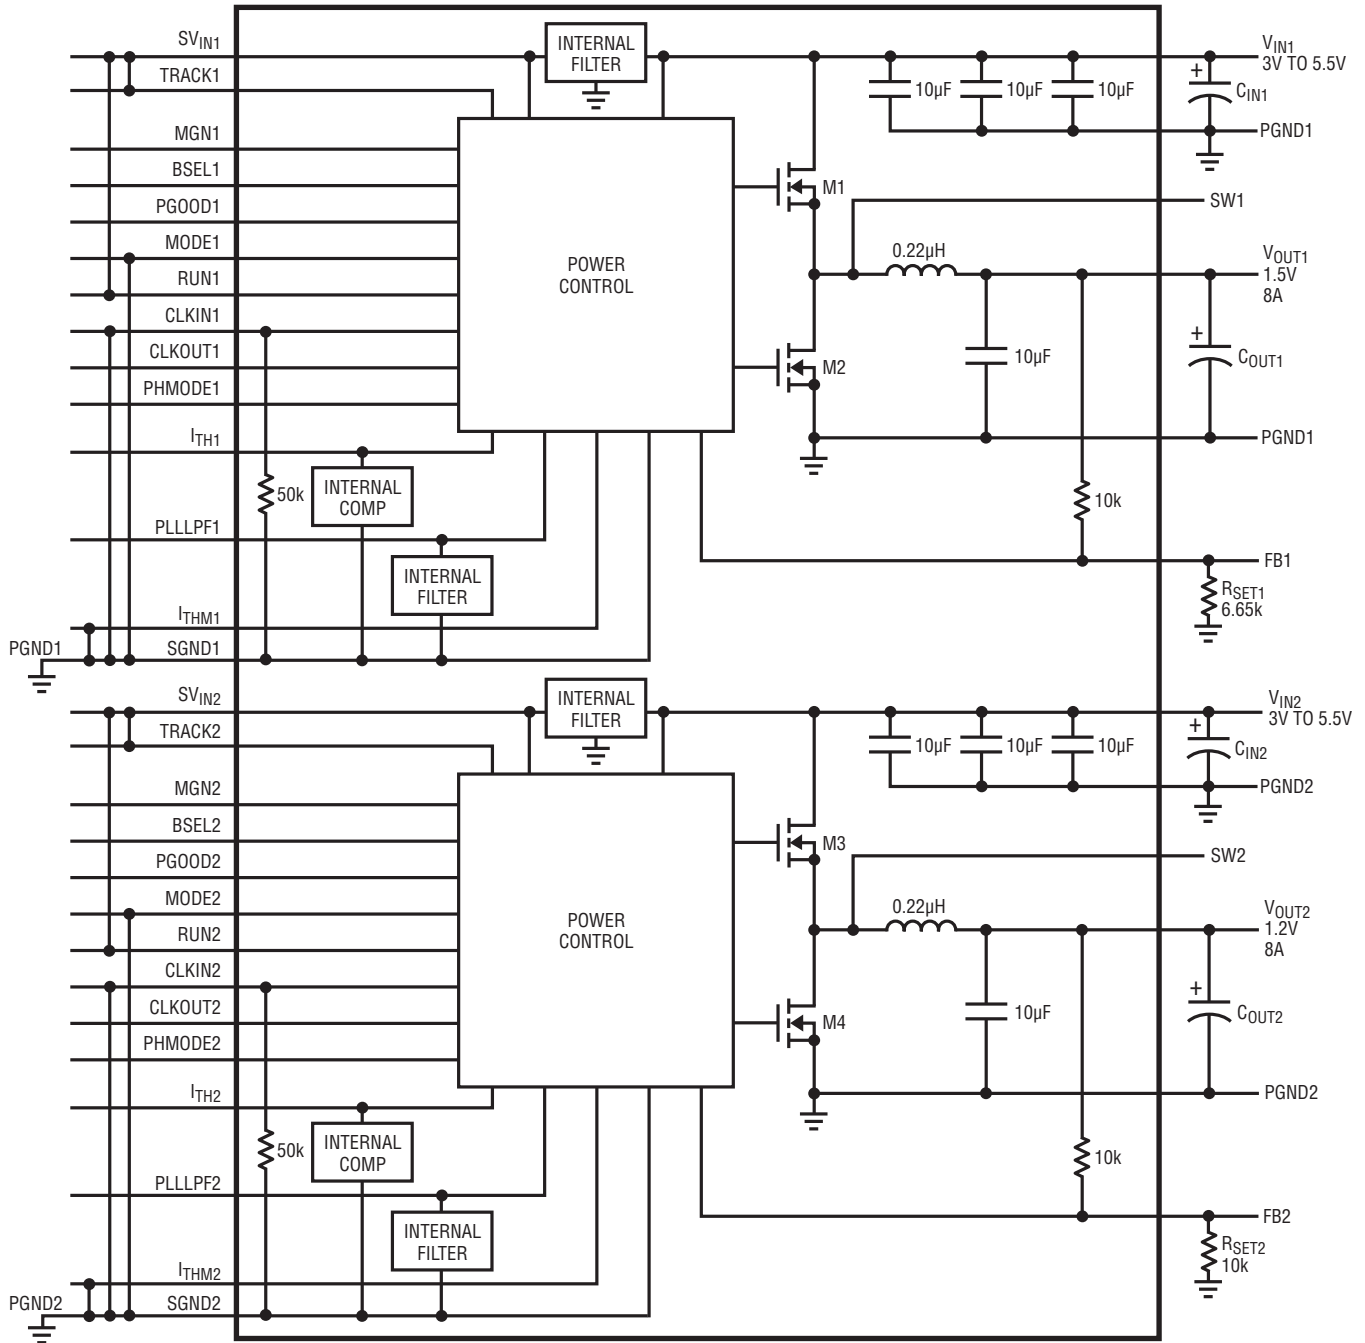 SVIN1
TRACK1
MGN1
BSEL1
PGOOD1
MODE1
RUN1
CLKIN1
CLKOUT1
PHMODE1
ITH1
PLLLPF1
ITHM1
SGND1
PGND1
50k
INTERNAL
COMP
INTERNAL
FILTER
INTERNAL
FILTER
POWER
CONTROL
M1
M2
10µF
10µF
10µF
+
CIN1
VIN1
3V TO 5.5V
PGND1
SW1
0.22µH
VOUT1
1.5V
8A
10µF
+
COUT1
PGND1
10k
FB1
RSET1
6.65k
SVIN2
TRACK2
MGN2
BSEL2
PGOOD2
MODE2
RUN2
CLKIN2
CLKOUT2
PHMODE2
ITH2
PLLLPF2
ITHM2
SGND2
PGND2
50k
INTERNAL
COMP
INTERNAL
FILTER
INTERNAL
FILTER
POWER
CONTROL
M3
M4
10µF
10µF
10µF
+
CIN2
VIN2
3V TO 5.5V
PGND2
SW2
0.22µH
VOUT2
1.2V
8A
10µF
+
COUT2
PGND2
10k
FB2
RSET2
10k